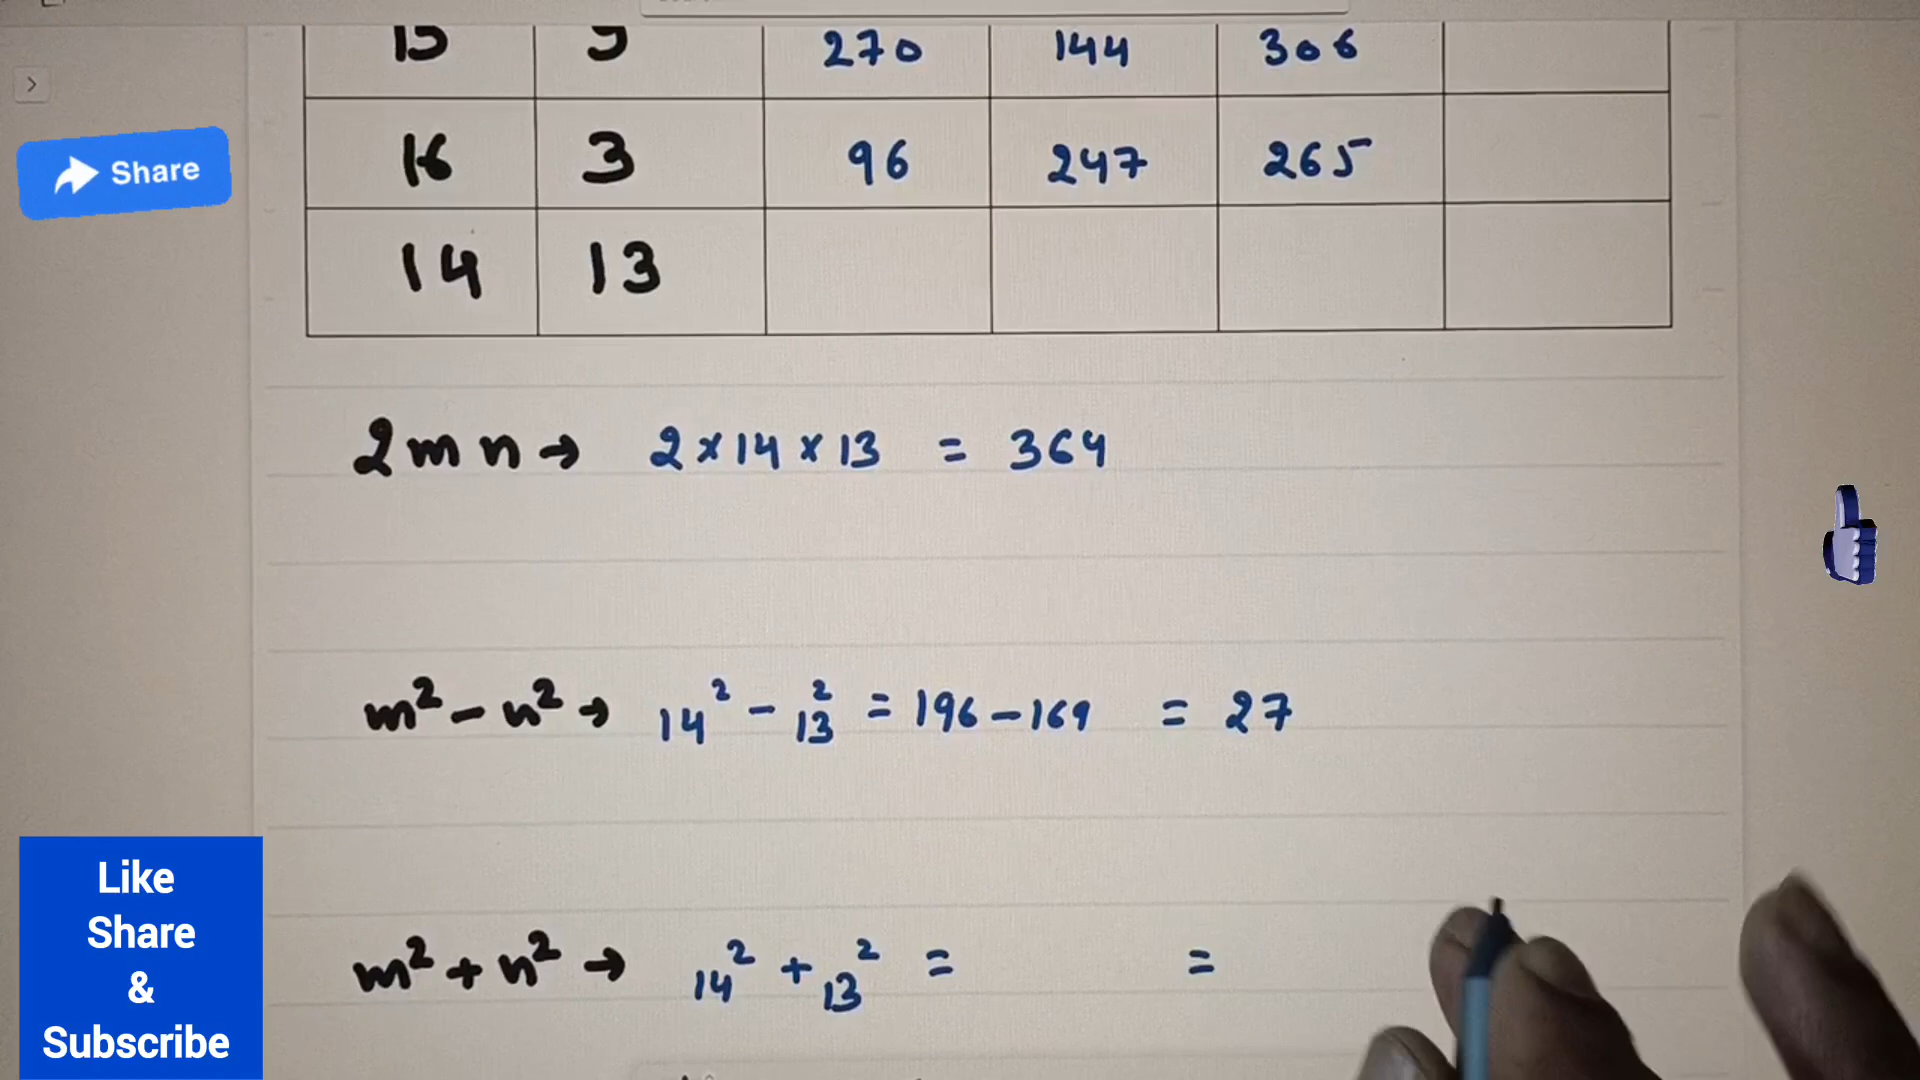 15 9 270 144 306
Share
16 3 96 247 265
14 13
2mn → 2 × 14 × 13 = 364
m² - n² → 14² - 13² = 196 - 169 = 27
m² + n² → 14² + 13² = =
Like
Share
&
Subscribe